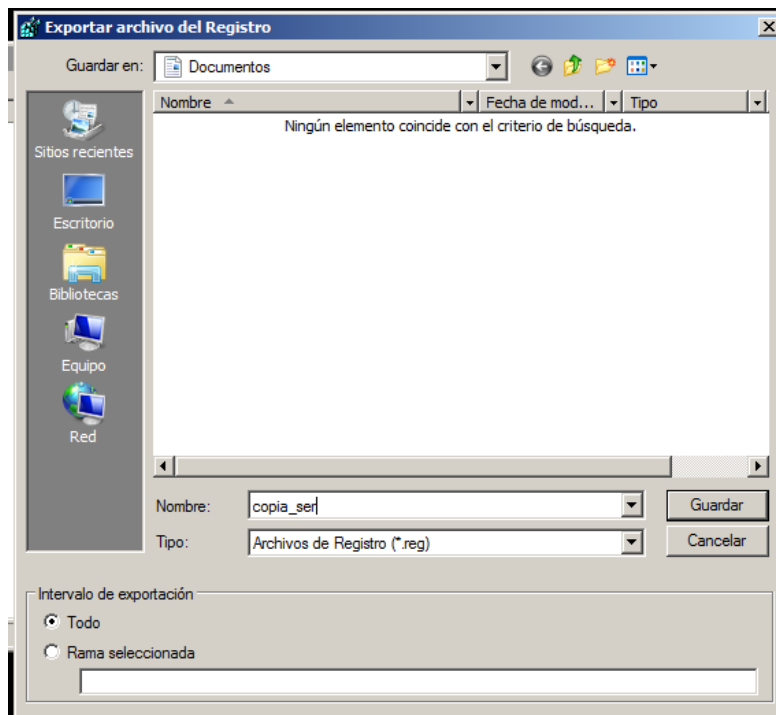 Exportar archivo del Registro
Guardar en: Documentos
Nombre Fecha de mod... Tipo
Ningún elemento coincide con el criterio de búsqueda.
Sitios recientes
Escritorio
Bibliotecas
Equipo
Red
Nombre: copia_ser Guardar
Tipo: Archivos de Registro (*.reg) Cancelar
Intervalo de exportación
Todo
Rama seleccionada